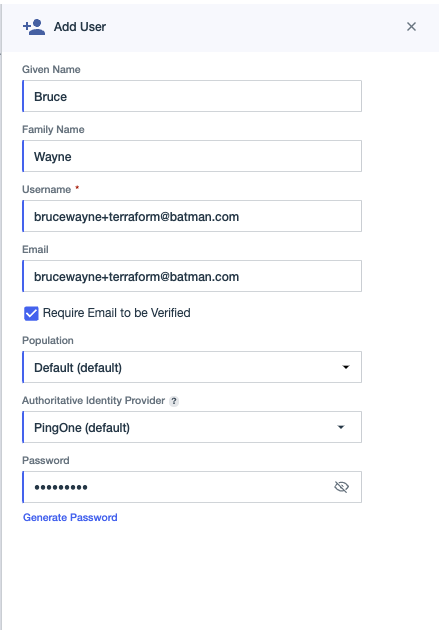 Add User
Given Name
Bruce
Family Name
Wayne
Username *
brucewayne+terraform@batman.com
Email
brucewayne+terraform@batman.com
Require Email to be Verified
Population
Default (default)
Authoritative Identity Provider ?
PingOne (default)
Password
•••••••••
Generate Password